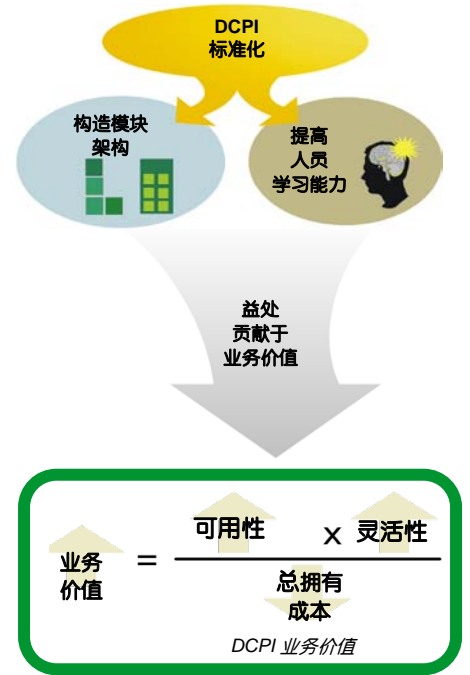 DCPI
标准化
构造模块
架构
提高
人员
学习能力
益处
贡献于
业务价值
业务
价值
=
可用性 x 灵活性
总拥有
成本
DCPI 业务价值